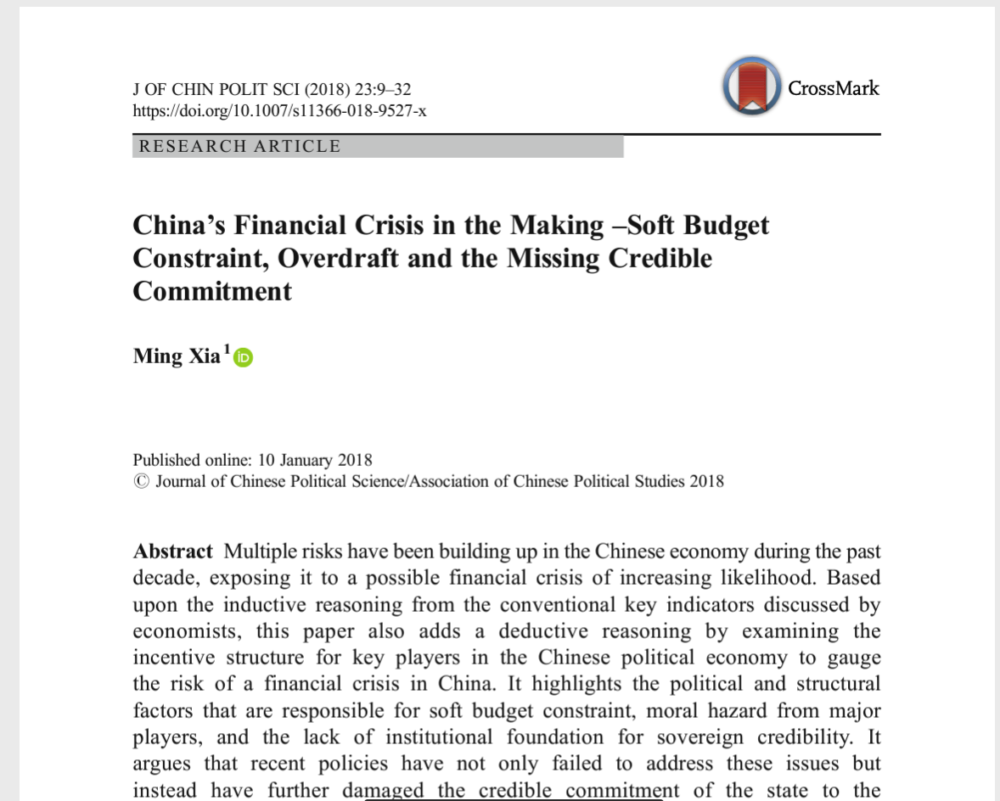 J OF CHIN POLIT SCI (2018) 23:9–32
https://doi.org/10.1007/s11366-018-9527-x
CrossMark
RESEARCH ARTICLE
China’s Financial Crisis in the Making –Soft Budget
Constraint, Overdraft and the Missing Credible
Commitment
Ming Xia1 iD
Published online: 10 January 2018
© Journal of Chinese Political Science/Association of Chinese Political Studies 2018
Abstract Multiple risks have been building up in the Chinese economy during the past
decade, exposing it to a possible financial crisis of increasing likelihood. Based
upon the inductive reasoning from the conventional key indicators discussed by
economists, this paper also adds a deductive reasoning by examining the
incentive structure for key players in the Chinese political economy to gauge
the risk of a financial crisis in China. It highlights the political and structural
factors that are responsible for soft budget constraint, moral hazard from major
players, and the lack of institutional foundation for sovereign credibility. It
argues that recent policies have not only failed to address these issues but
instead have further damaged the credible commitment of the state to the